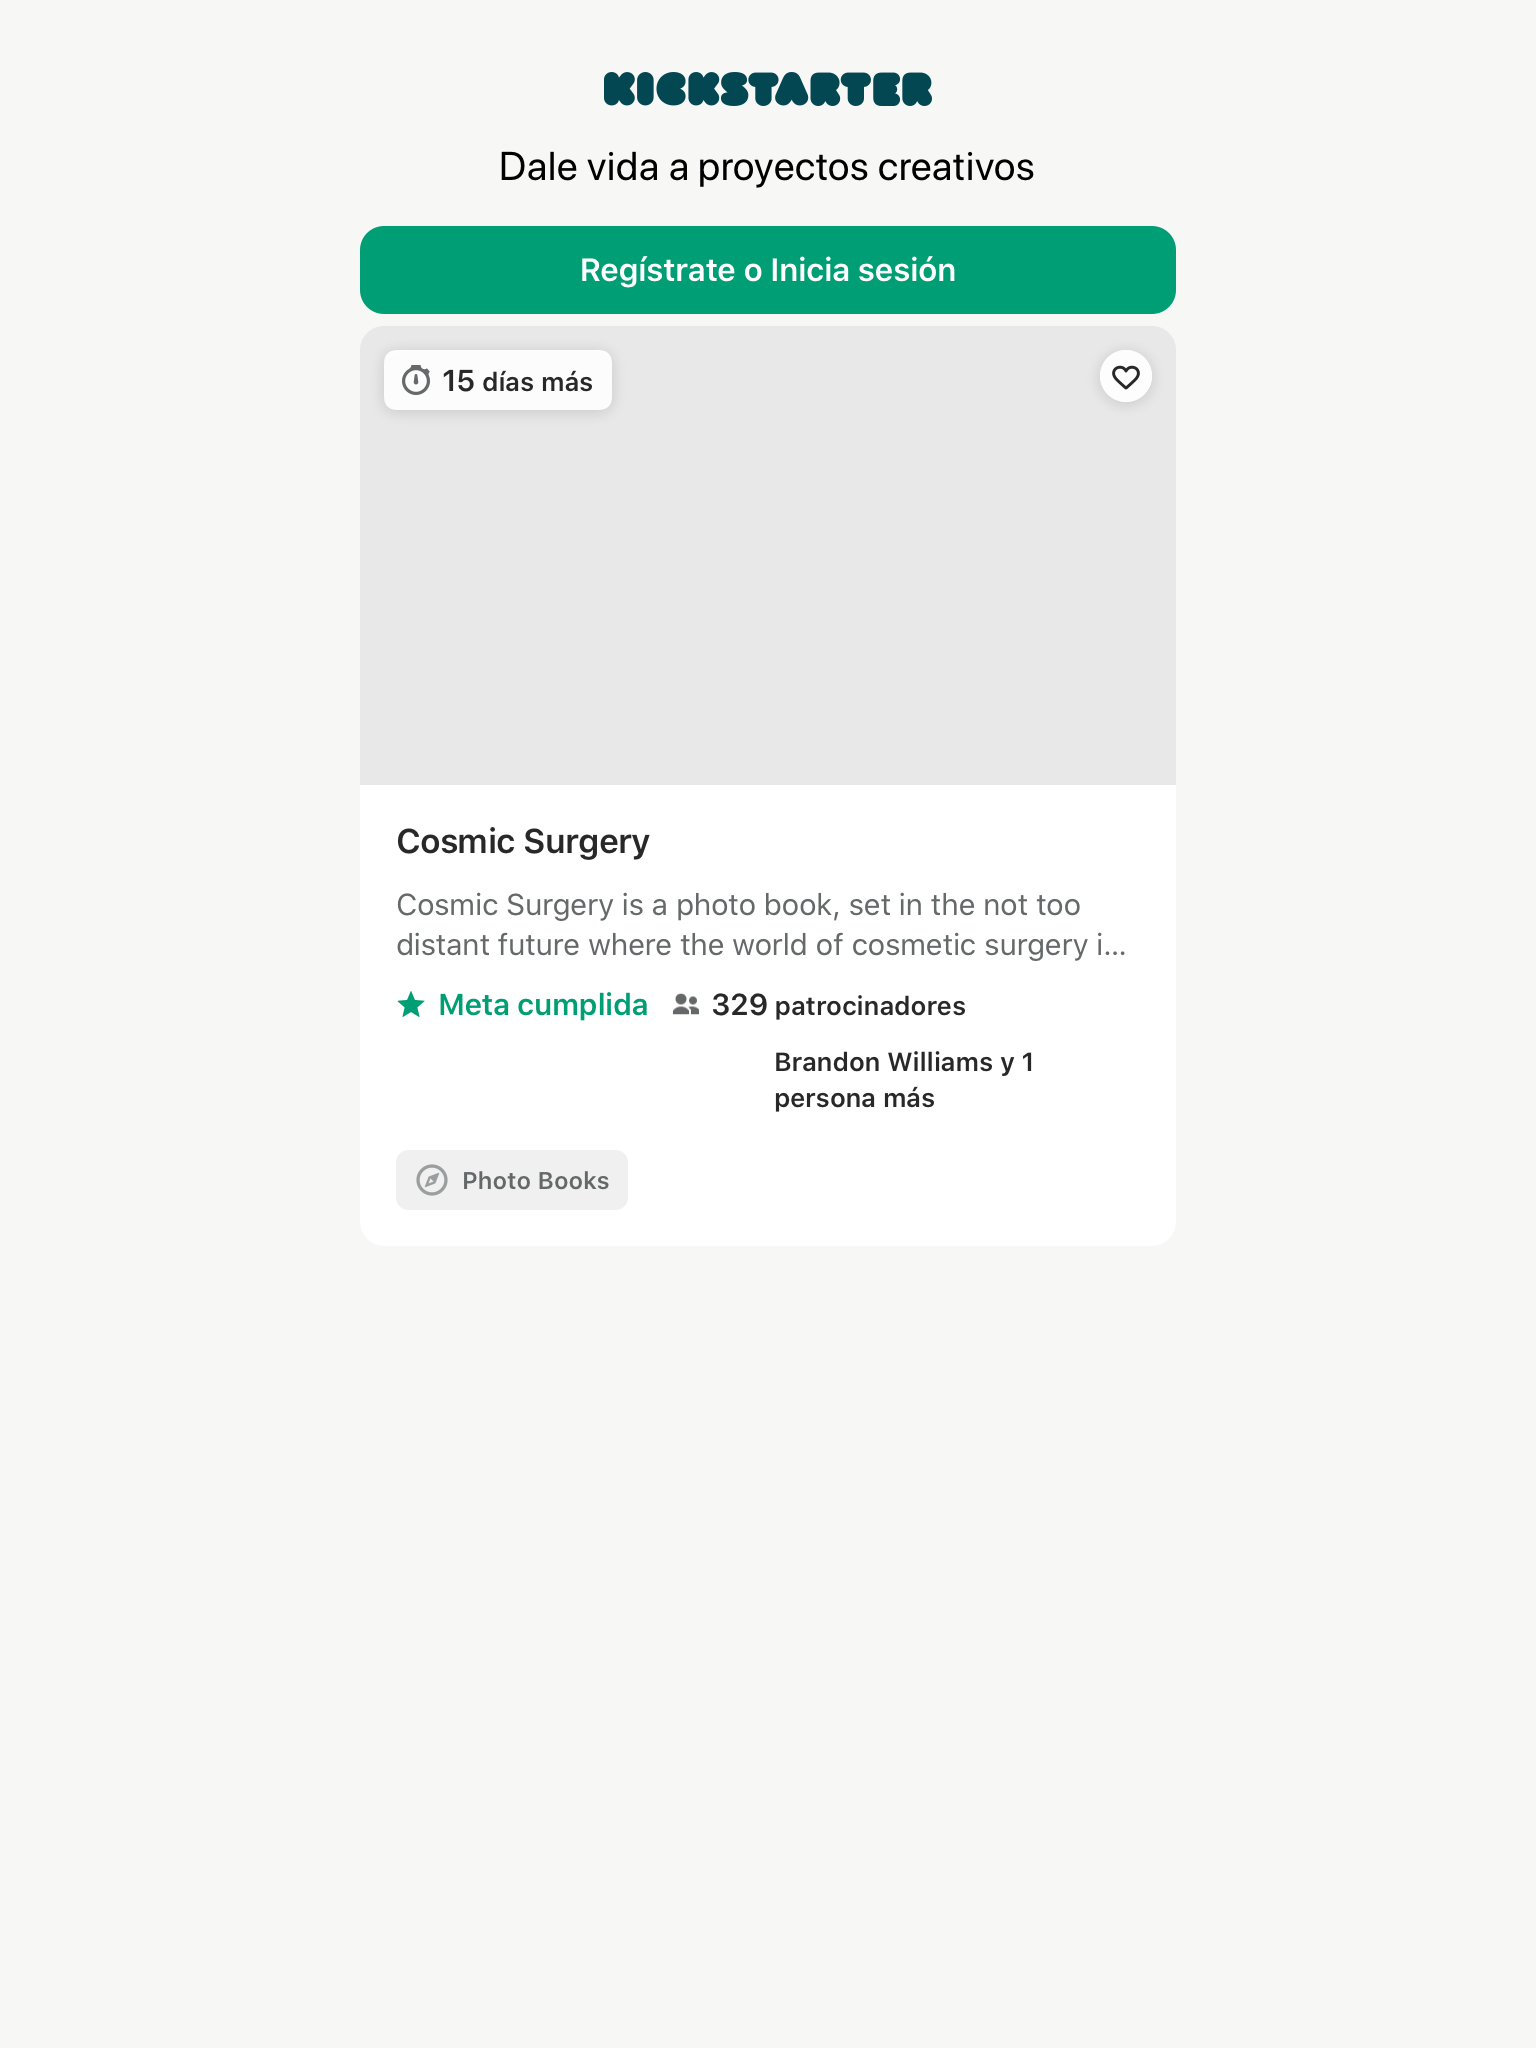 KICKSTARTER
Dale vida a proyectos creativos
Regístrate o Inicia sesión
15 días más
Cosmic Surgery
Cosmic Surgery is a photo book, set in the not too
distant future where the world of cosmetic surgery i...
Meta cumplida 329 patrocinadores
Brandon Williams y 1
persona más
Photo Books